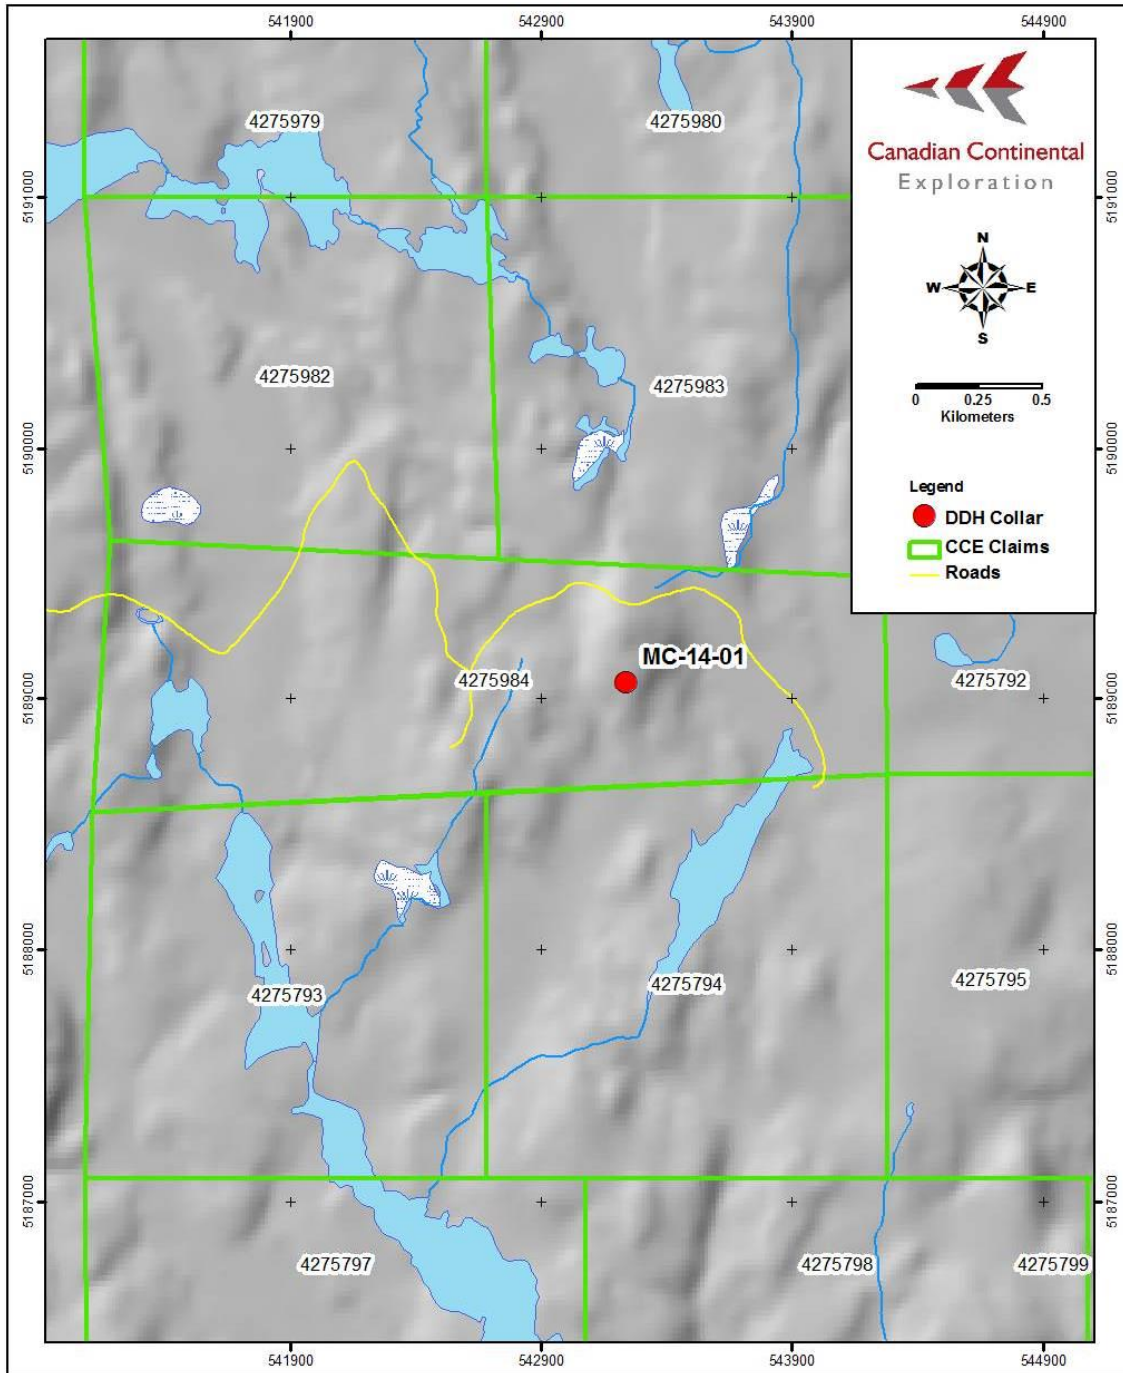 541900
542900
543900
544900
4275979
4275980
Canadian Continental
Exploration
5191000
5191000
N
W
E
S
4275982
4275983
0
0.25
0.5
Kilometers
5190000
5190000
Legend
DDH Collar
CCE Claims
Roads
MC-14-01
4275984
4275792
5189000
5189000
4275793
4275794
4275795
5188000
5188000
5187000
5187000
4275797
4275798
4275799
541900
542900
543900
544900